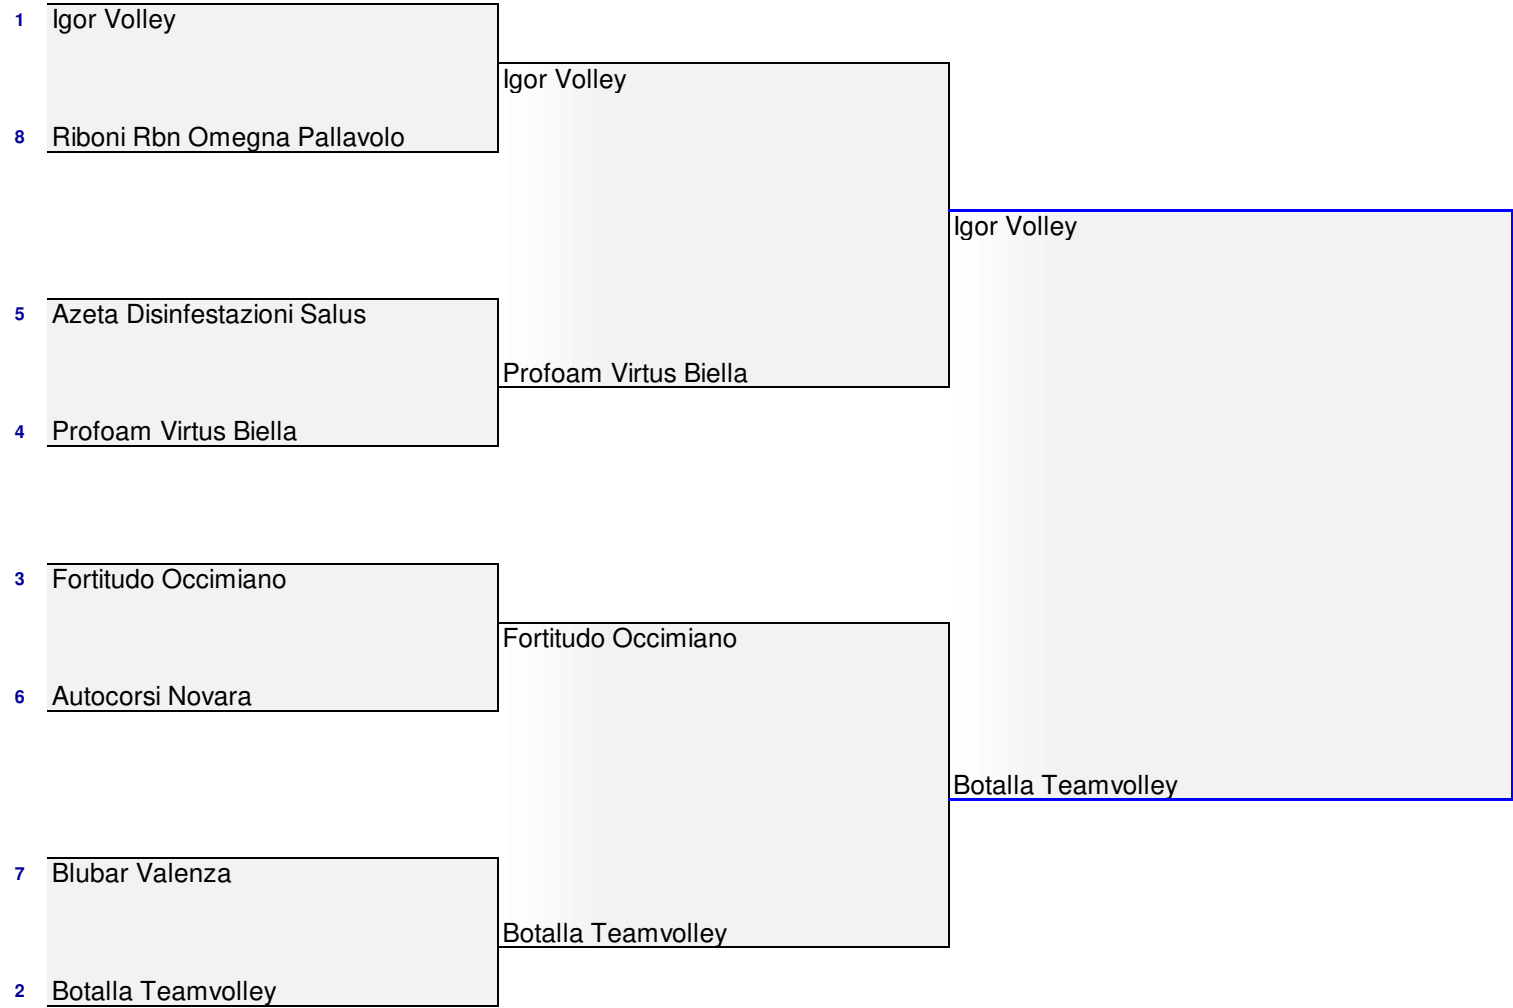 1 Igor Volley
Igor Volley
8 Riboni Rbn Omegna Pallavolo
Igor Volley
5 Azeta Disinfestazioni Salus
Profoam Virtus Biella
4 Profoam Virtus Biella
3 Fortitudo Occimiano
Fortitudo Occimiano
6 Autocorsi Novara
Botalla Teamvolley
7 Blubar Valenza
Botalla Teamvolley
2 Botalla Teamvolley